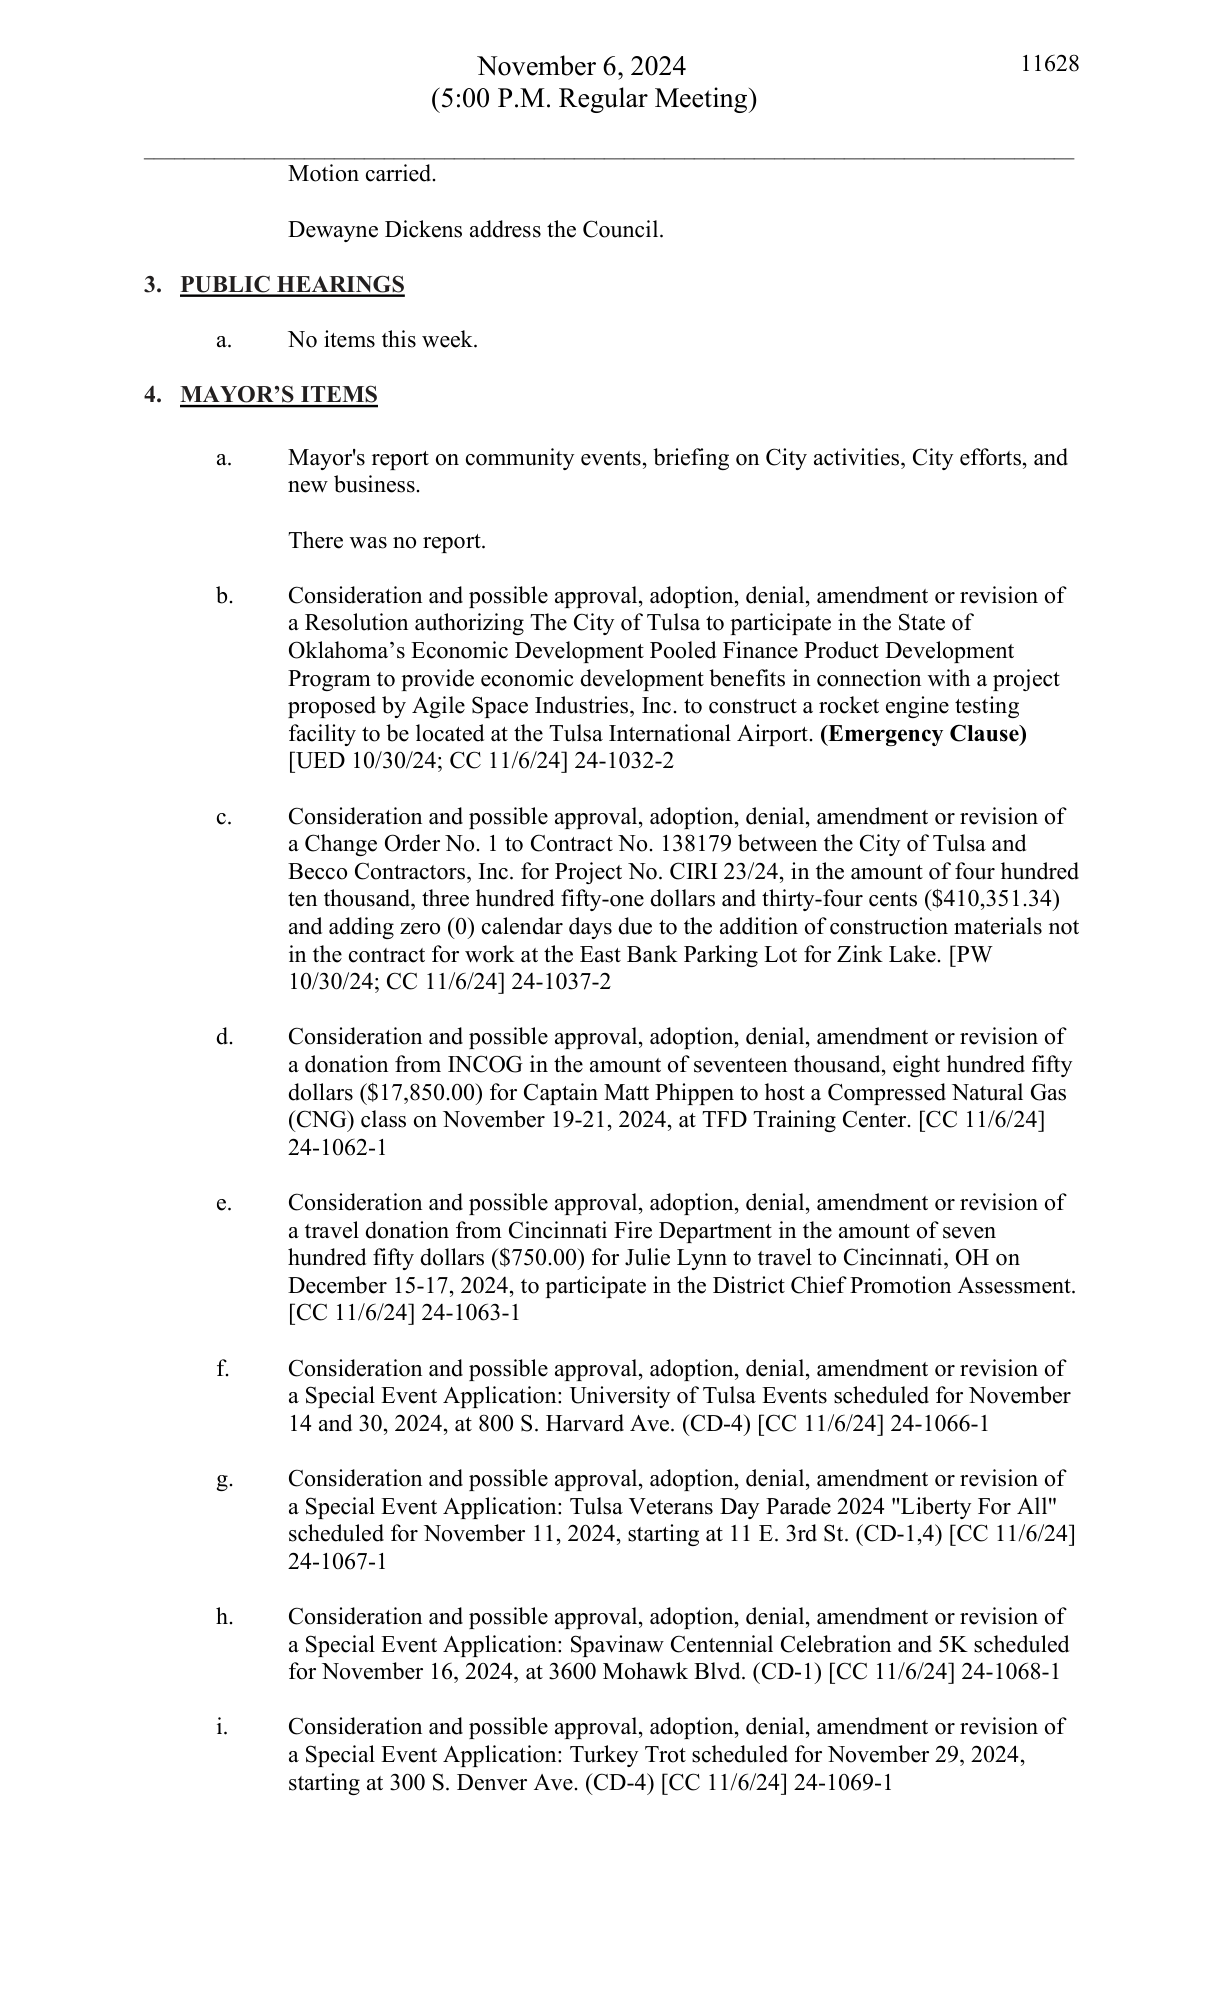 November 6, 2024
11628
(5:00 P.M. Regular Meeting)
Motion carried.
Dewayne Dickens address the Council.
3. PUBLIC HEARINGS
a. No items this week.
4. MAYOR’S ITEMS
a. Mayor's report on community events, briefing on City activities, City efforts, and
new business.
There was no report.
b. Consideration and possible approval, adoption, denial, amendment or revision of
a Resolution authorizing The City of Tulsa to participate in the State of
Oklahoma’s Economic Development Pooled Finance Product Development
Program to provide economic development benefits in connection with a project
proposed by Agile Space Industries, Inc. to construct a rocket engine testing
facility to be located at the Tulsa International Airport. (Emergency Clause)
[UED 10/30/24; CC 11/6/24] 24-1032-2
c. Consideration and possible approval, adoption, denial, amendment or revision of
a Change Order No. 1 to Contract No. 138179 between the City of Tulsa and
Becco Contractors, Inc. for Project No. CIRI 23/24, in the amount of four hundred
ten thousand, three hundred fifty-one dollars and thirty-four cents ($410,351.34)
and adding zero (0) calendar days due to the addition of construction materials not
in the contract for work at the East Bank Parking Lot for Zink Lake. [PW
10/30/24; CC 11/6/24] 24-1037-2
d. Consideration and possible approval, adoption, denial, amendment or revision of
a donation from INCOG in the amount of seventeen thousand, eight hundred fifty
dollars ($17,850.00) for Captain Matt Phippen to host a Compressed Natural Gas
(CNG) class on November 19-21, 2024, at TFD Training Center. [CC 11/6/24]
24-1062-1
e. Consideration and possible approval, adoption, denial, amendment or revision of
a travel donation from Cincinnati Fire Department in the amount of seven
hundred fifty dollars ($750.00) for Julie Lynn to travel to Cincinnati, OH on
December 15-17, 2024, to participate in the District Chief Promotion Assessment.
[CC 11/6/24] 24-1063-1
f. Consideration and possible approval, adoption, denial, amendment or revision of
a Special Event Application: University of Tulsa Events scheduled for November
14 and 30, 2024, at 800 S. Harvard Ave. (CD-4) [CC 11/6/24] 24-1066-1
g. Consideration and possible approval, adoption, denial, amendment or revision of
a Special Event Application: Tulsa Veterans Day Parade 2024 "Liberty For All"
scheduled for November 11, 2024, starting at 11 E. 3rd St. (CD-1,4) [CC 11/6/24]
24-1067-1
h. Consideration and possible approval, adoption, denial, amendment or revision of
a Special Event Application: Spavinaw Centennial Celebration and 5K scheduled
for November 16, 2024, at 3600 Mohawk Blvd. (CD-1) [CC 11/6/24] 24-1068-1
i. Consideration and possible approval, adoption, denial, amendment or revision of
a Special Event Application: Turkey Trot scheduled for November 29, 2024,
starting at 300 S. Denver Ave. (CD-4) [CC 11/6/24] 24-1069-1